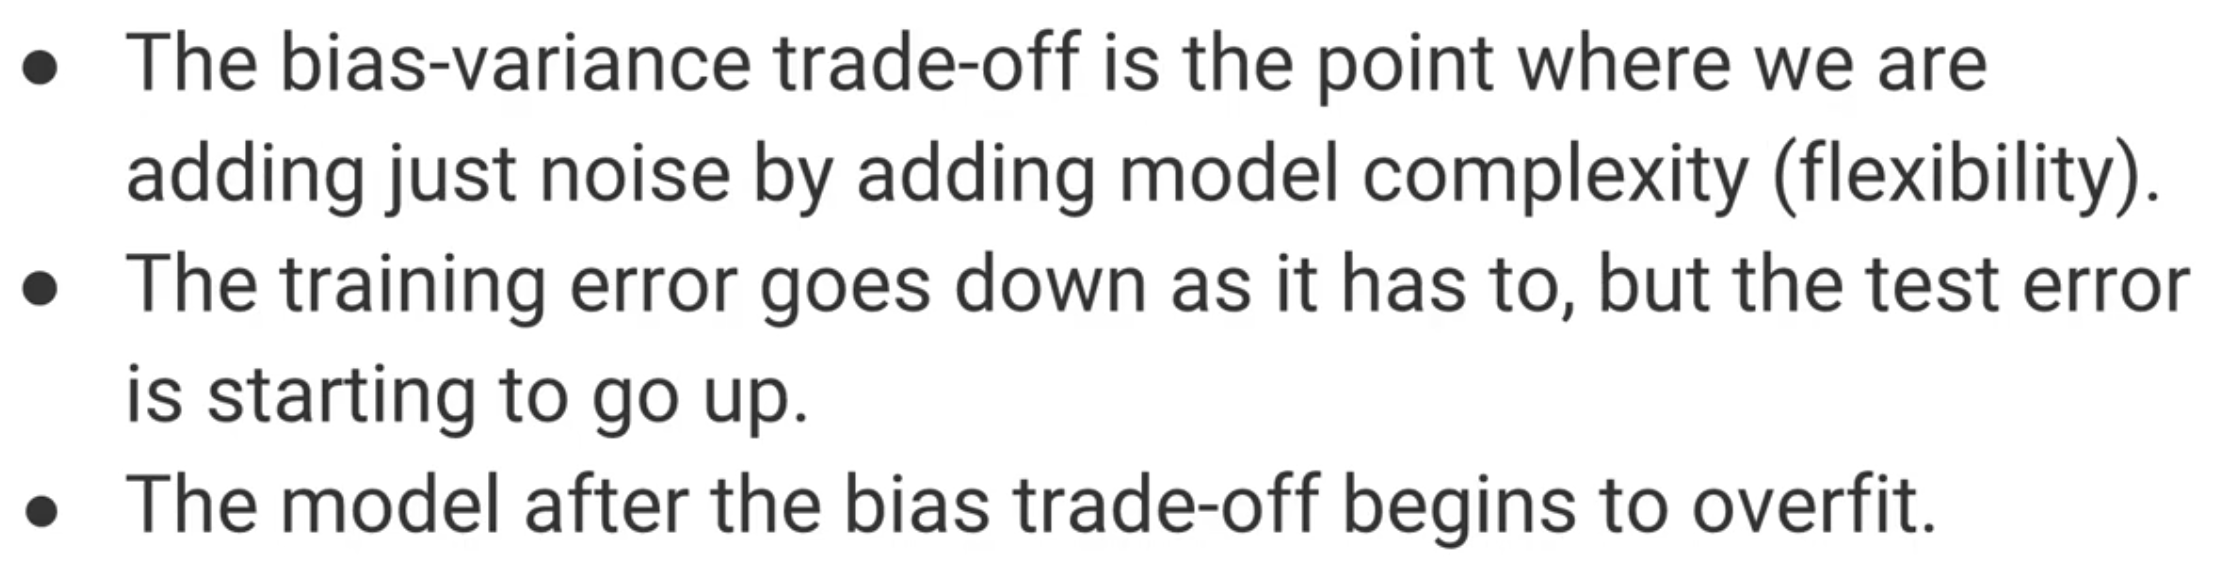 ● The bias-variance trade-off is the point where we are
adding just noise by adding model complexity (flexibility).
● The training error goes down as it has to, but the test error
is starting to go up.
● The model after the bias trade-off begins to overfit.